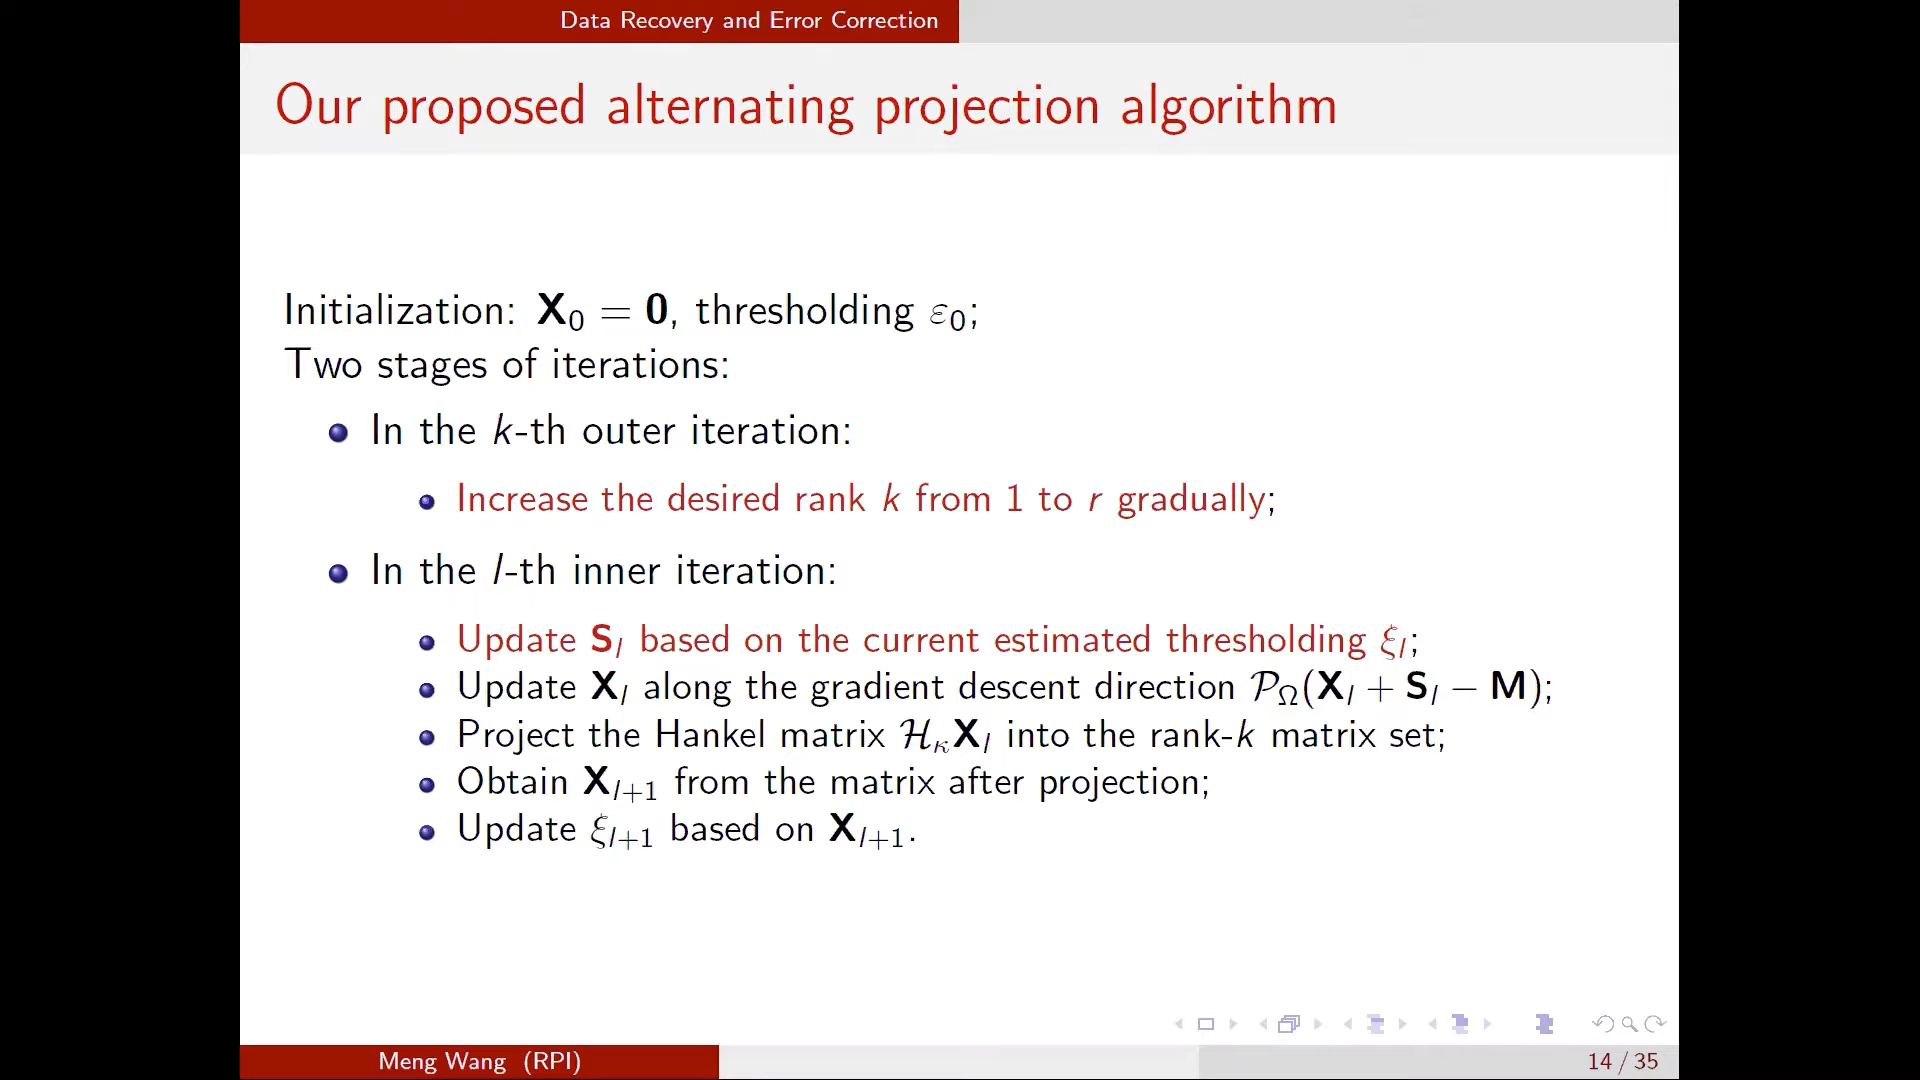 Data Recovery and Error Correction
Our proposed alternating projection algorithm
Initialization: X₀ = 0, thresholding ε₀;
Two stages of iterations:
In the k-th outer iteration:
Increase the desired rank k from 1 to r gradually;
In the l-th inner iteration:
Update Sₗ based on the current estimated thresholding ξₗ;
Update Xₗ along the gradient descent direction 𝒫_Ω(Xₗ + Sₗ − M);
Project the Hankel matrix ℋ_κXₗ into the rank-k matrix set;
Obtain Xₗ₊₁ from the matrix after projection;
Update ξₗ₊₁ based on Xₗ₊₁.
Meng Wang (RPI)
14 / 35